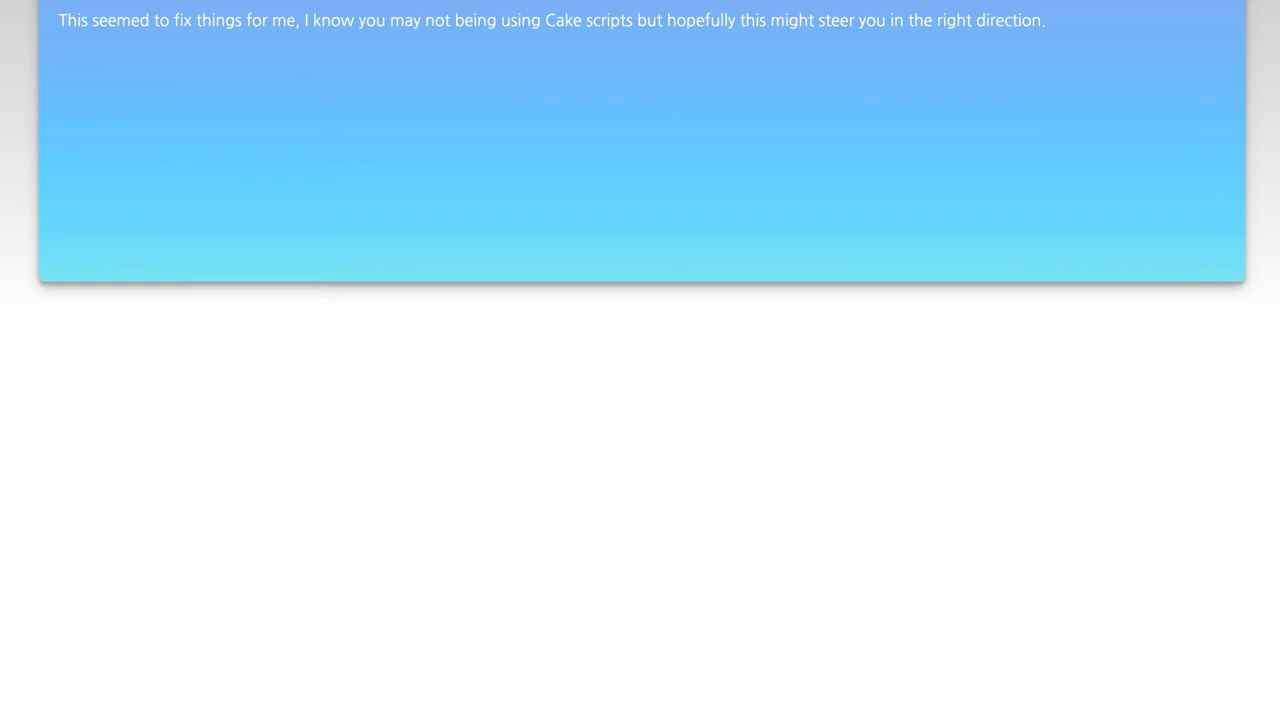 This seemed to fix things for me, I know you may not being using Cake scripts but hopefully this might steer you in the right direction.